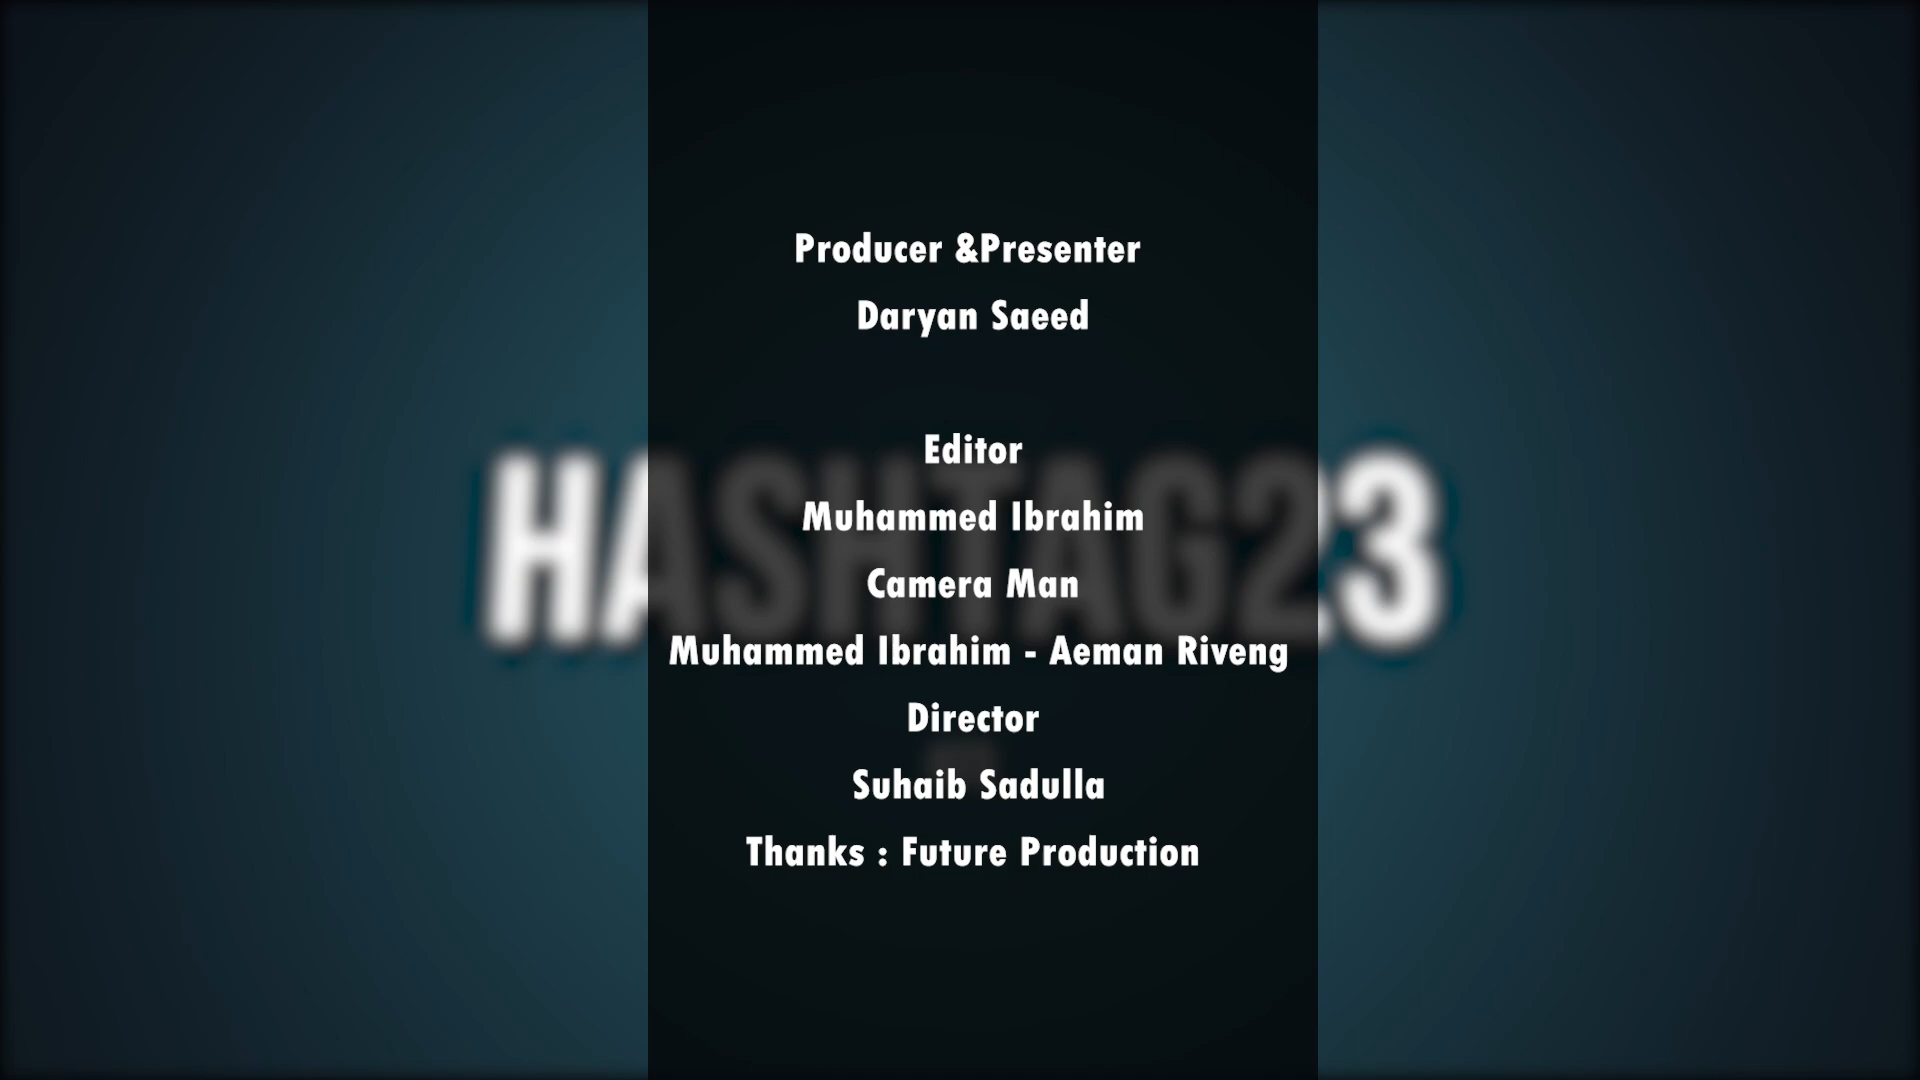 Producer &Presenter
Daryan Saeed
Editor
HASHTAG23
Muhammed Ibrahim
Camera Man
Muhammed Ibrahim - Aeman Riveng
Director
Suhaib Sadulla
Thanks : Future Production